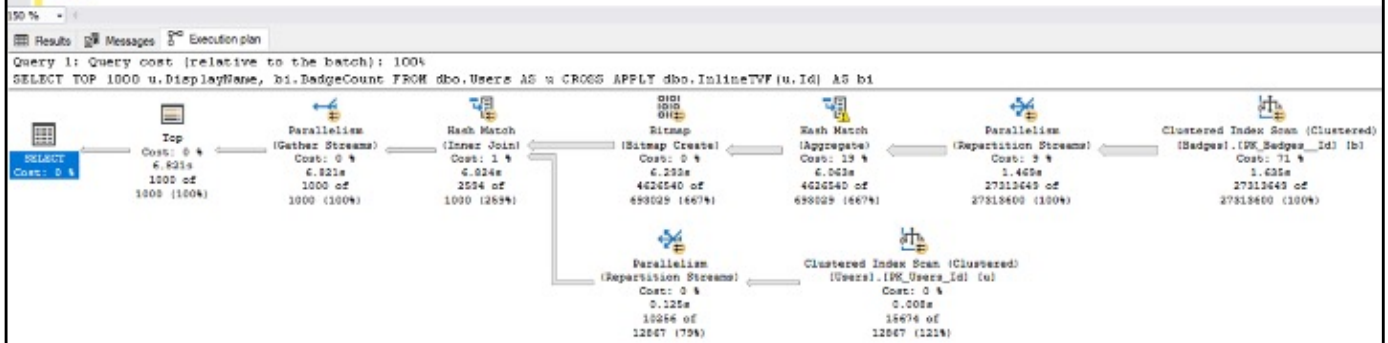 150 %
Results Messages Execution plan
Query 1: Query cost (relative to the batch): 100%
SELECT TOP 1000 u.DisplayName, bi.BadgeCount FROM dbo.Users AS u CROSS APPLY dbo.InlineTVF(u.Id) AS bi
SELECT
Cost: 0 %
Top
Cost: 0 %
6.821s
1000 of
1000 (100%)
Parallelism
(Gather Streams)
Cost: 0 %
6.821s
1000 of
1000 (100%)
Hash Match
(Inner Join)
Cost: 1 %
6.824s
2594 of
1000 (259%)
Bitmap
(Bitmap Create)
Cost: 0 %
6.293s
4626540 of
693029 (667%)
Hash Match
(Aggregate)
Cost: 19 %
6.063s
4626540 of
693029 (667%)
Parallelism
(Repartition Streams)
Cost: 9 %
1.469s
27313649 of
27313600 (100%)
Clustered Index Scan (Clustered)
[Badges].[PK_Badges__Id] [b]
Cost: 71 %
1.635s
27313649 of
27313600 (100%)
Parallelism
(Repartition Streams)
Cost: 0 %
0.125s
10256 of
12867 (79%)
Clustered Index Scan (Clustered)
[Users].[PK_Users_Id] [u]
Cost: 0 %
0.008s
15674 of
12867 (121%)